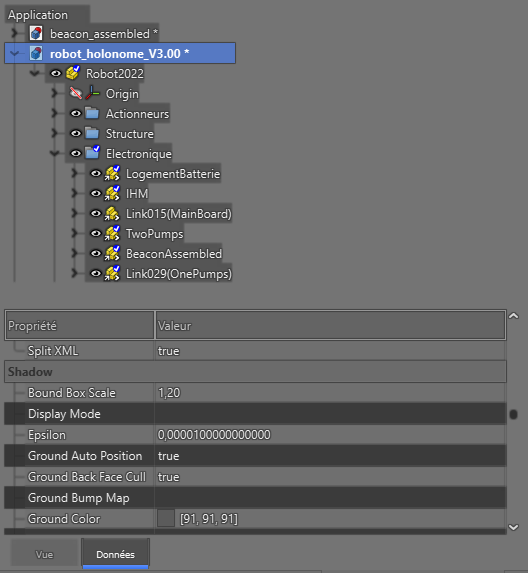 Application
beacon_assembled *
robot_holonome_V3.00 *
Robot2022
Origin
Actionneurs
Structure
Electronique
LogementBatterie
IHM
Link015(MainBoard)
TwoPumps
BeaconAssembled
Link029(OnePumps)
Propriété Valeur
Split XML true
Shadow
Bound Box Scale 1,20
Display Mode
Epsilon 0,0000100000000000
Ground Auto Position true
Ground Back Face Cull true
Ground Bump Map
Ground Color [91, 91, 91]
Vue Données